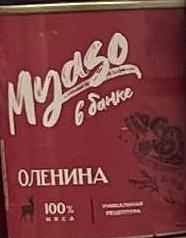 Myaso
в банке
ОЛЕНИНА
100%
МЯСА
УНИКАЛЬНАЯ
РЕЦЕПТУРА